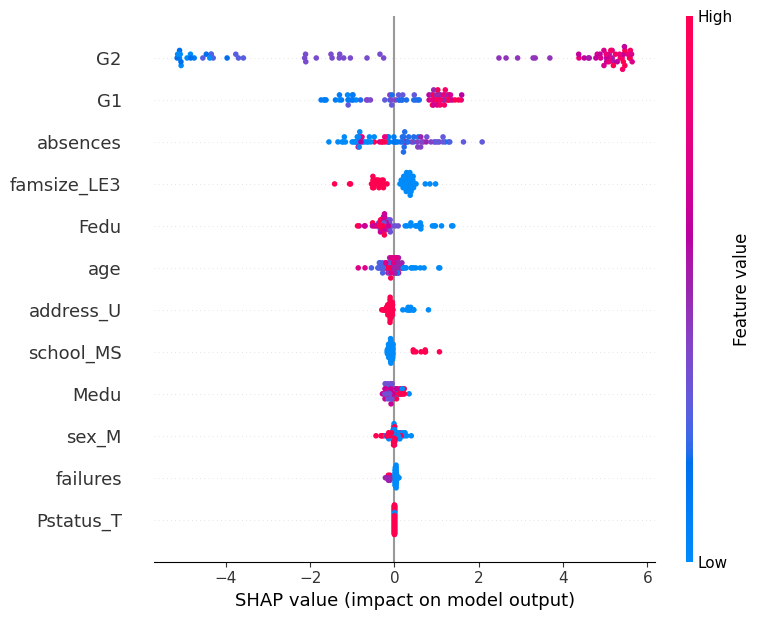 High
G2
G1
absences
famsize_LE3
Fedu
age
address_U
school_MS
Medu
sex_M
failures
Pstatus_T
Feature value
Low
−4 −2 0 2 4 6
SHAP value (impact on model output)